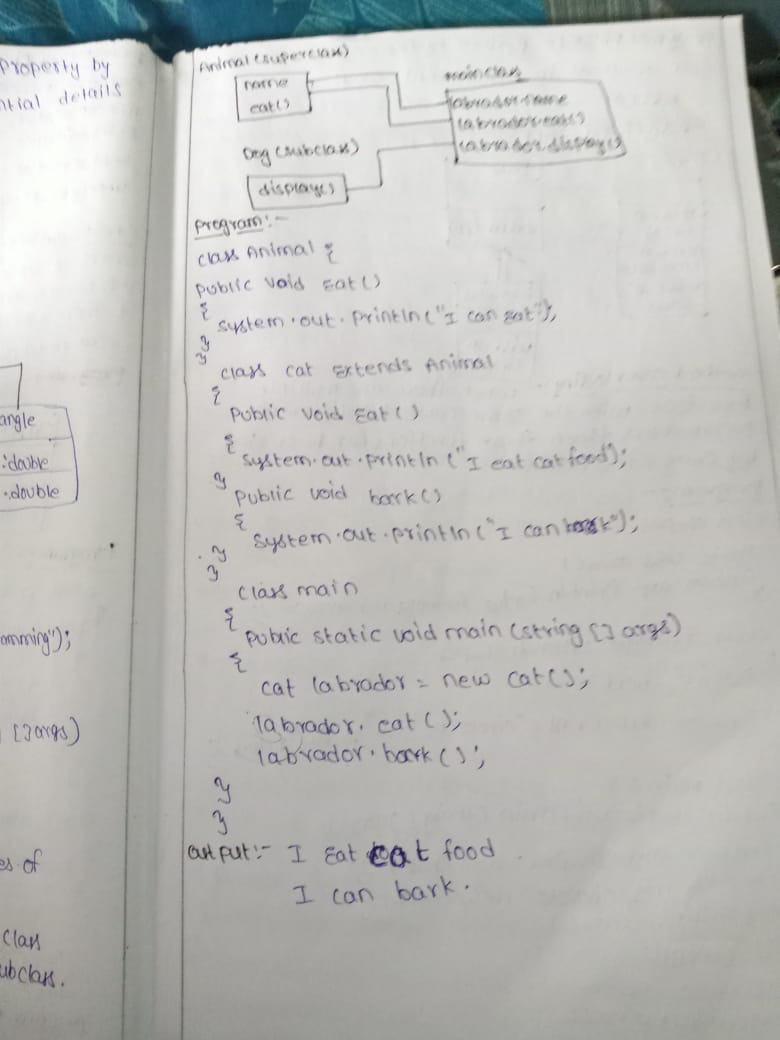 Property by
ntial details
angle
:double
.double
omming");
[]args)
es of
class
ubclass.
Animal (superclass)
name
eat()
main class
labrador.name
labrador.eat()
labrador.display()
Dog (subclass)
display()
Program:-
class Animal {
public void Eat()
{
system.out.println("I can Eat");
}
}
class cat Extends Animal
{
Public void Eat()
{
system.out.println ("I eat cat food);
}
Public void bark()
{
system.out.println("I can bark");
}
}
class main
{
public static void main (string [] args)
{
cat labrador = new cat();
labrador. eat ();
labrador. bark ();
}
}
output:- I Eat cat food
I can bark.